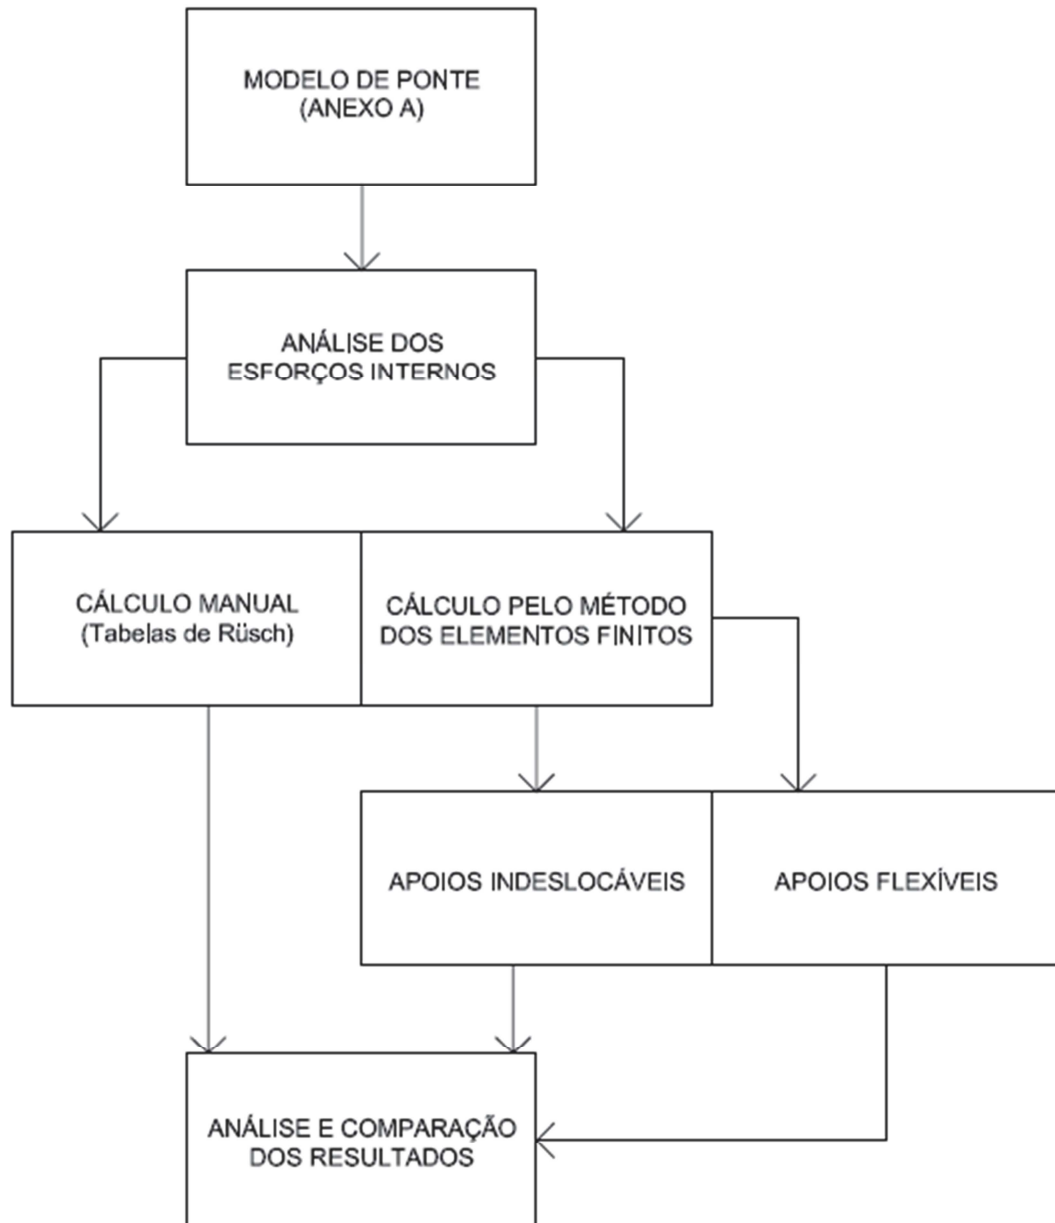 MODELO DE PONTE
(ANEXO A)
ANÁLISE DOS
ESFORÇOS INTERNOS
CÁLCULO MANUAL
(Tabelas de Rüsch)
CÁLCULO PELO MÉTODO
DOS ELEMENTOS FINITOS
APOIOS INDESLOCÁVEIS
APOIOS FLEXÍVEIS
ANÁLISE E COMPARAÇÃO
DOS RESULTADOS